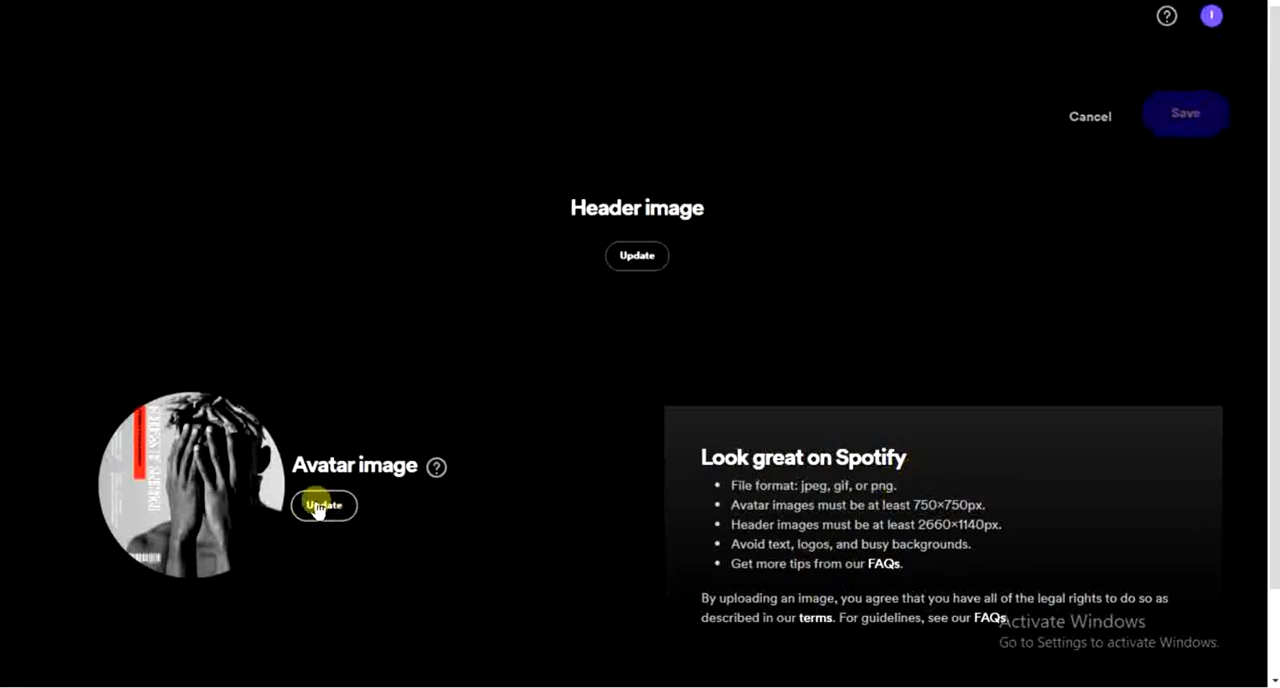 Cancel
Save
Header image
Update
Avatar image
Update
Look great on Spotify
• File format: jpeg, gif, or png.
• Avatar images must be at least 750×750px.
• Header images must be at least 2660×1140px.
• Avoid text, logos, and busy backgrounds.
• Get more tips from our FAQs.
By uploading an image, you agree that you have all of the legal rights to do so as
described in our terms. For guidelines, see our FAQs.
Activate Windows
Go to Settings to activate Windows.